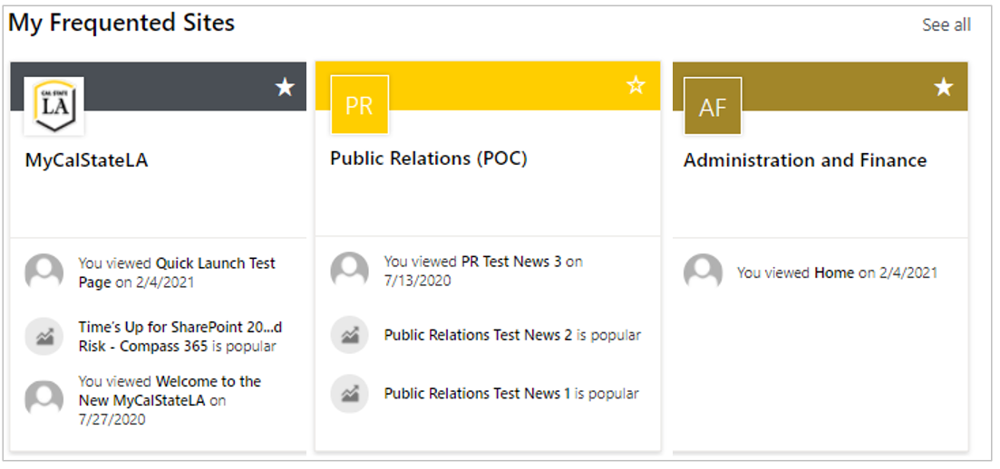 My Frequented Sites
See all
CAL STATE
LA
MyCalStateLA
You viewed Quick Launch Test
Page on 2/4/2021
Time's Up for SharePoint 20...d
Risk - Compass 365 is popular
You viewed Welcome to the
New MyCalStateLA on
7/27/2020
PR
Public Relations (POC)
You viewed PR Test News 3 on
7/13/2020
Public Relations Test News 2 is popular
Public Relations Test News 1 is popular
AF
Administration and Finance
You viewed Home on 2/4/2021